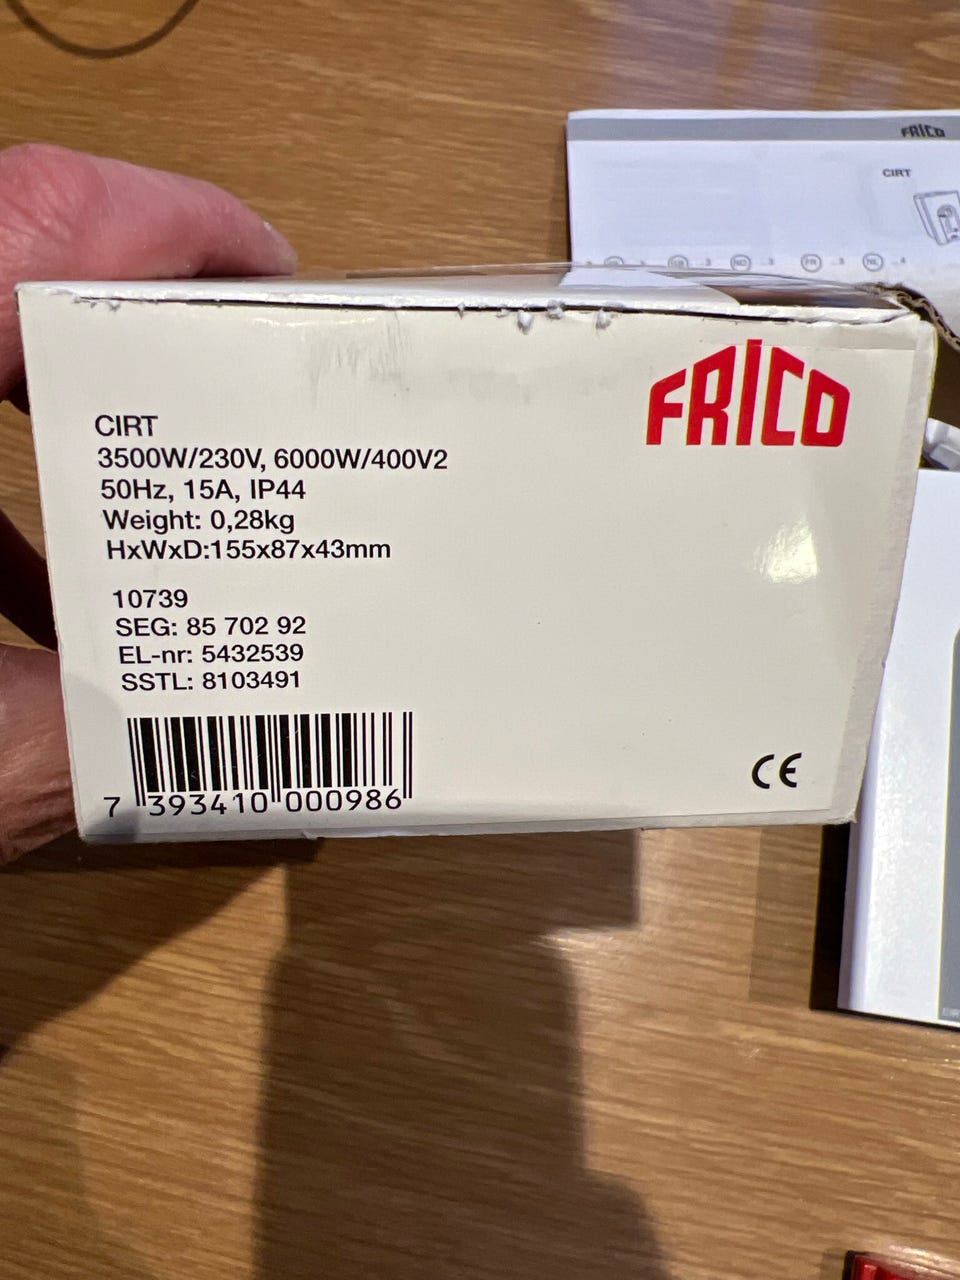 FRICO
CIRT
FRICO
CIRT
3500W/230V, 6000W/400V2
50Hz, 15A, IP44
Weight: 0,28kg
HxWxD:155x87x43mm
10739
SEG: 85 702 92
EL-nr: 5432539
SSTL: 8103491
7 393410 000986
CE